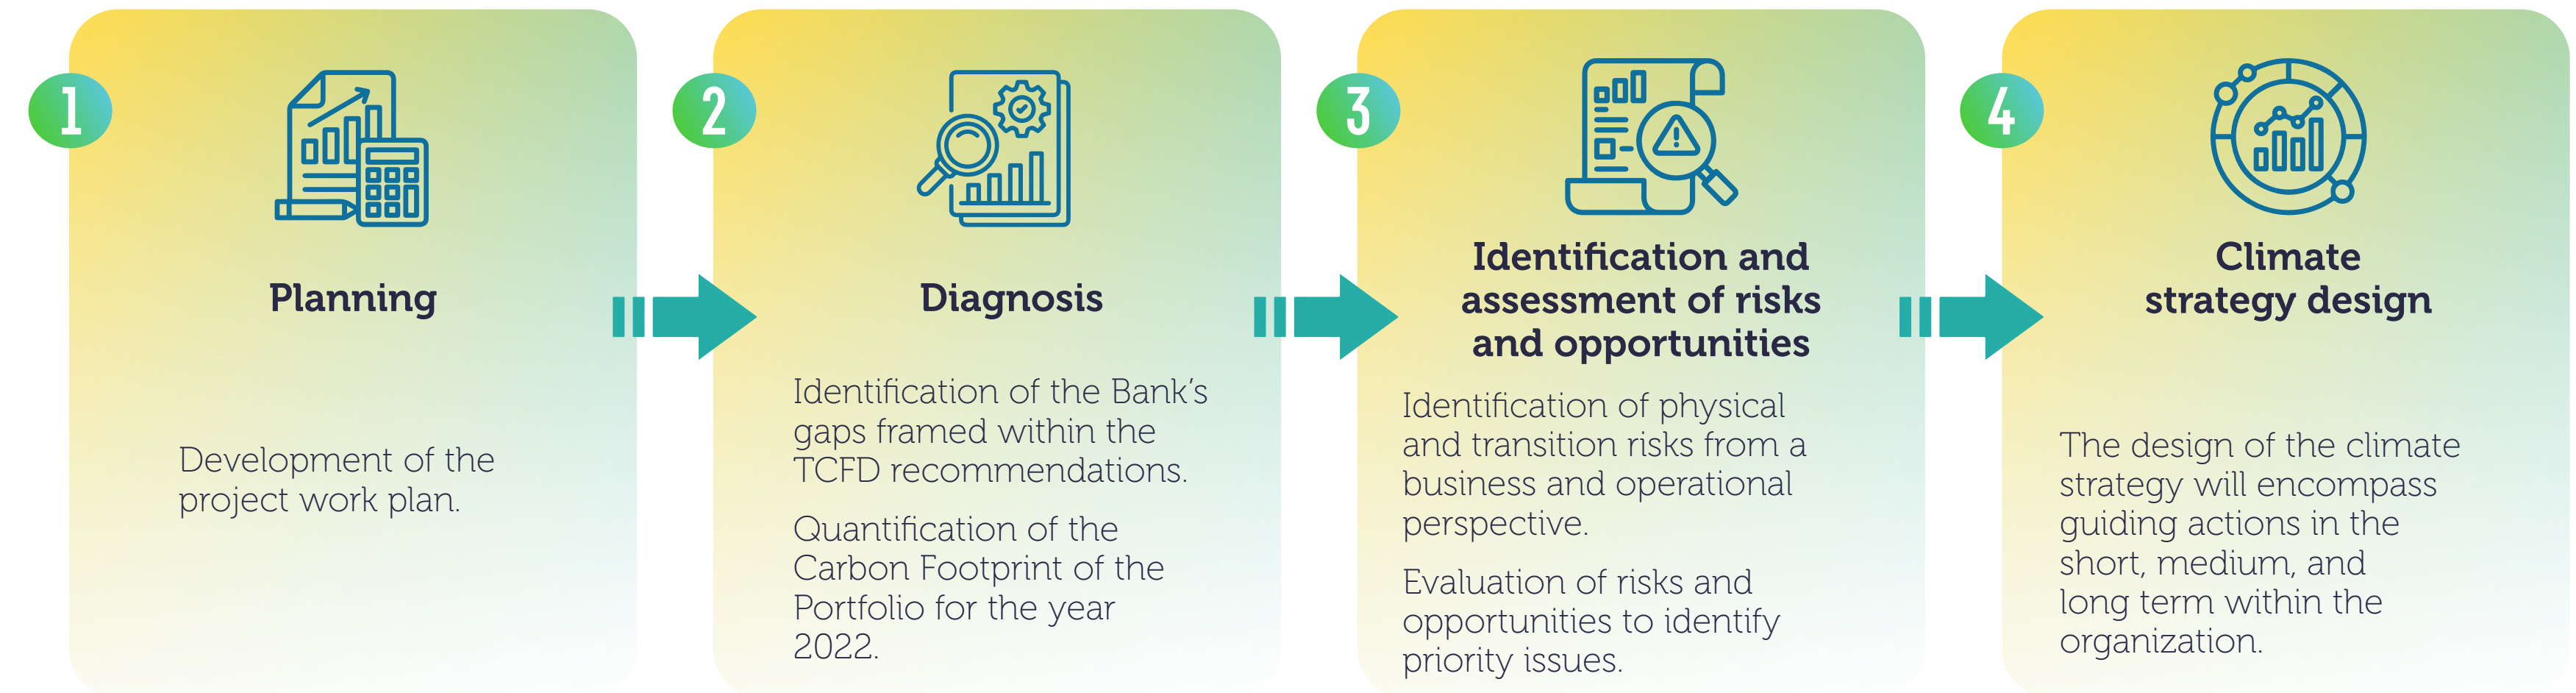 1
Planning
Development of the
project work plan.
2
Diagnosis
Identification of the Bank’s
gaps framed within the
TCFD recommendations.
Quantification of the
Carbon Footprint of the
Portfolio for the year
2022.
3
Identification and
assessment of risks
and opportunities
Identification of physical
and transition risks from a
business and operational
perspective.
Evaluation of risks and
opportunities to identify
priority issues.
4
Climate
strategy design
The design of the climate
strategy will encompass
guiding actions in the
short, medium, and
long term within the
organization.